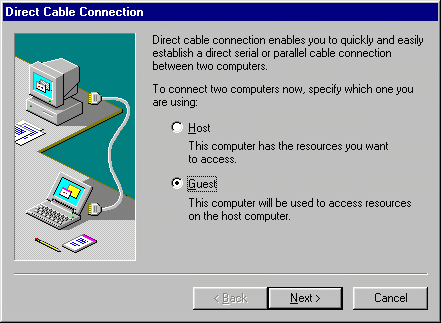 Direct Cable Connection
Direct cable connection enables you to quickly and easily
establish a direct serial or parallel cable connection
between two computers.
To connect two computers now, specify which one you
are using:
Host
This computer has the resources you want
to access.
Guest
This computer will be used to access resources
on the host computer.
< Back
Next >
Cancel